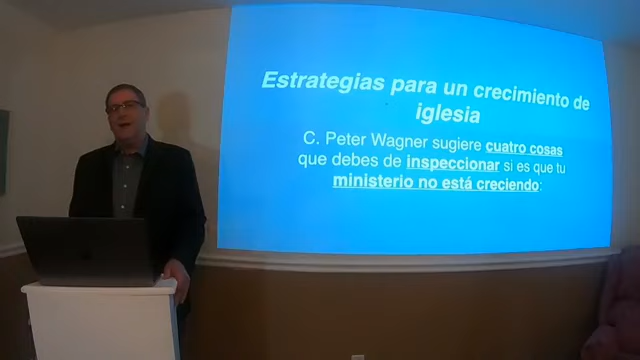 Estrategias para un crecimiento de
iglesia
C. Peter Wagner sugiere cuatro cosas
que debes de inspeccionar si es que tu
ministerio no está creciendo: